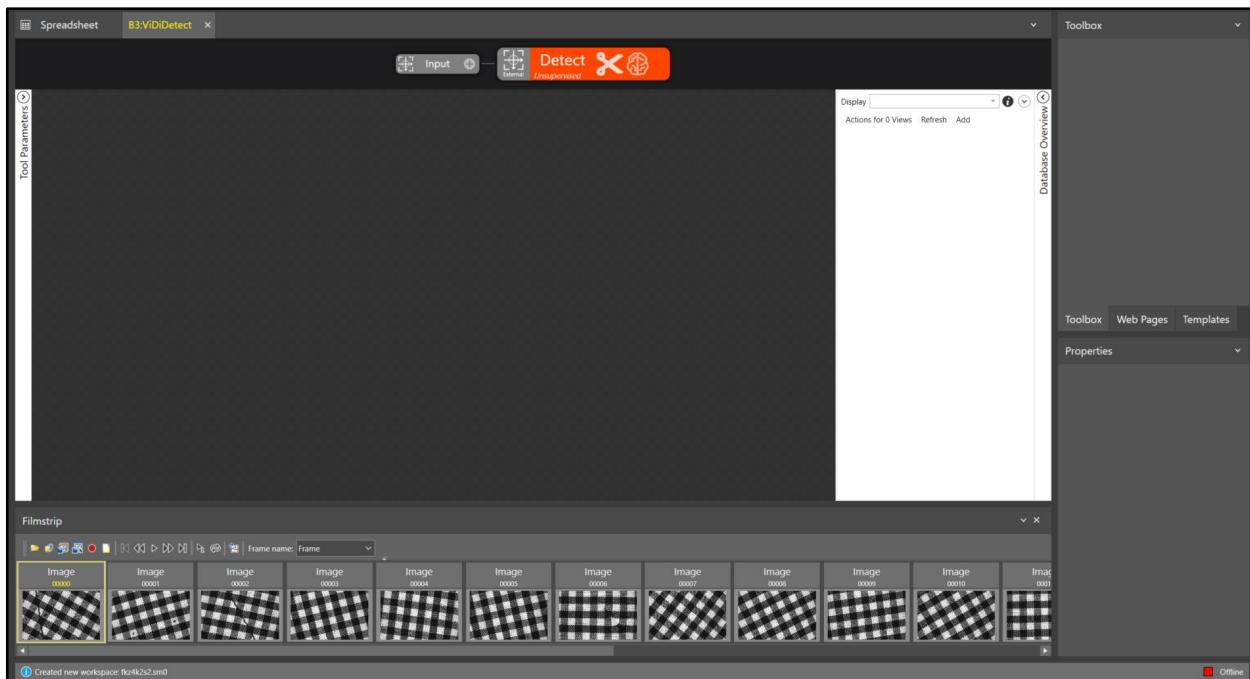 Spreadsheet
B3:ViDiDetect
Toolbox
Input
External
Detect
Unsupervised
Tool Parameters
Display
Actions for 0 Views Refresh Add
Database Overview
Toolbox Web Pages Templates
Properties
Filmstrip
Frame name: Frame
Image Image Image Image Image Image Image Image Image Image Image Imag
00000 00001 00002 00003 00004 00005 00006 00007 00008 00009 00010 0001
Created new workspace: fkz4k2s2.sm0
Offline